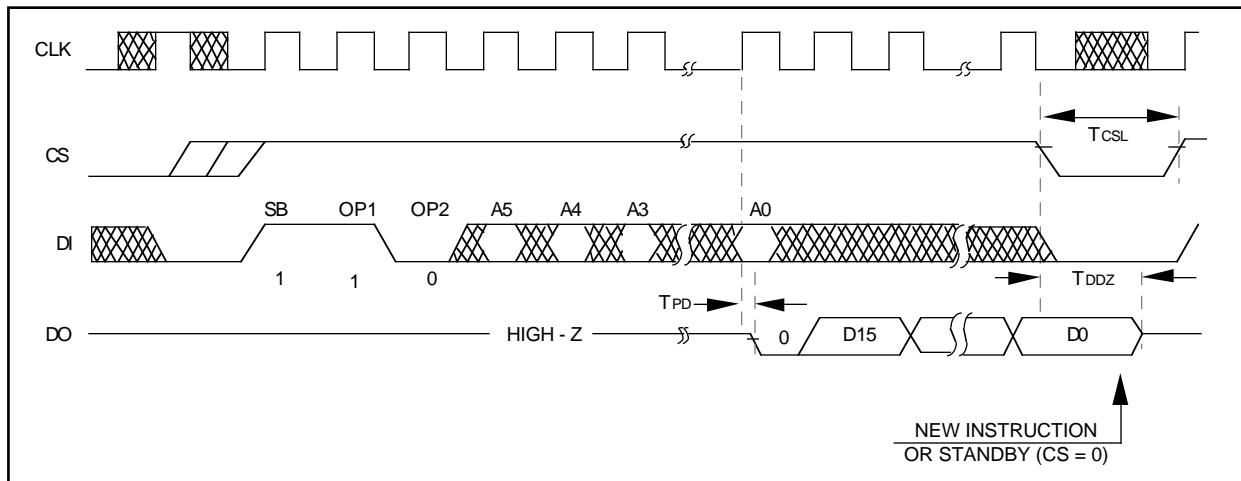 CLK
CS
TCSL
SB OP1 OP2 A5 A4 A3 A0
DI
1 1 0
TPD
TDDZ
DO
HIGH - Z
0 D15 D0
NEW INSTRUCTION
OR STANDBY (CS = 0)